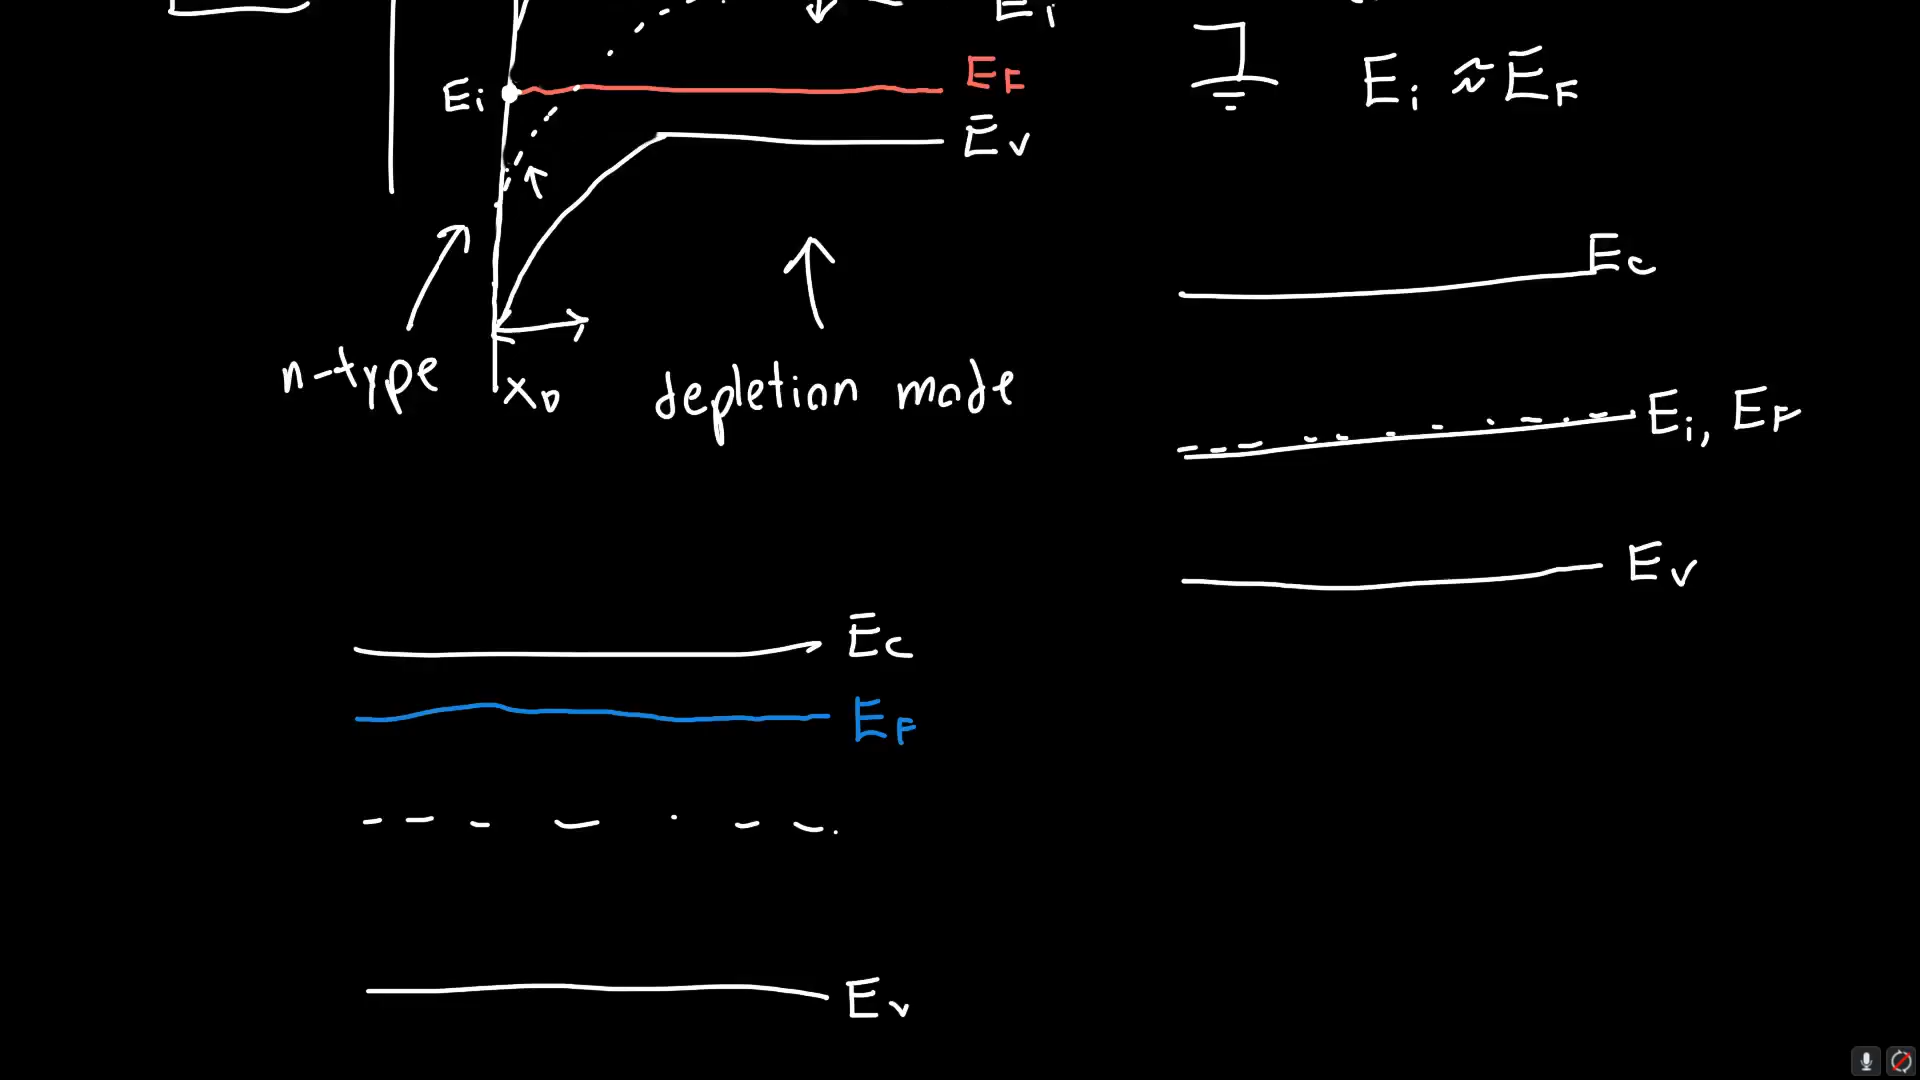 Ei
EF
Ei
Ei ≈ EF
Ev
Ec
n-type
xD
depletion mode
Ei, EF
Ev
Ec
EF
Ev